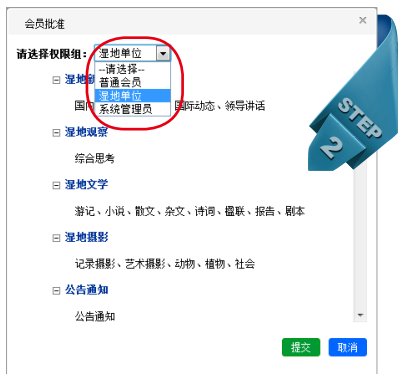 会员批准
请选择权限组： 湿地单位
--请选择--
普通会员
湿地单位
系统管理员
湿地新
国内 国际动态、领导讲话
湿地观察
综合思考
湿地文学
游记、小说、散文、杂文、诗词、楹联、报告、剧本
湿地摄影
记录摄影、艺术摄影、动物、植物、社会
公告通知
公告通知
提交 取消
STEP
2